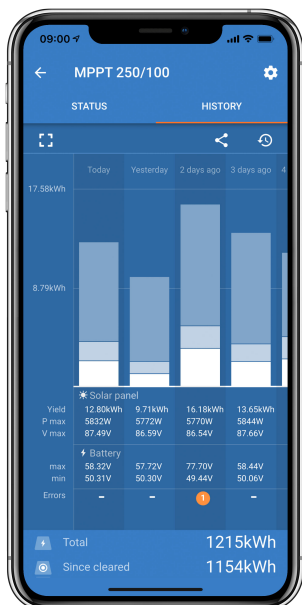 09:00
MPPT 250/100
STATUS HISTORY
Today Yesterday 2 days ago 3 days ago 4
17.58kWh
8.79kWh
Solar panel
Yield 12.80kWh 9.71kWh 16.18kWh 13.65kWh
P max 5832W 5772W 5770W 5844W
V max 87.49V 86.59V 86.54V 87.66V
Battery
max 58.32V 57.72V 77.70V 58.44V
min 50.31V 50.30V 49.44V 50.06V
Errors – – 1 –
Total 1215kWh
Since cleared 1154kWh